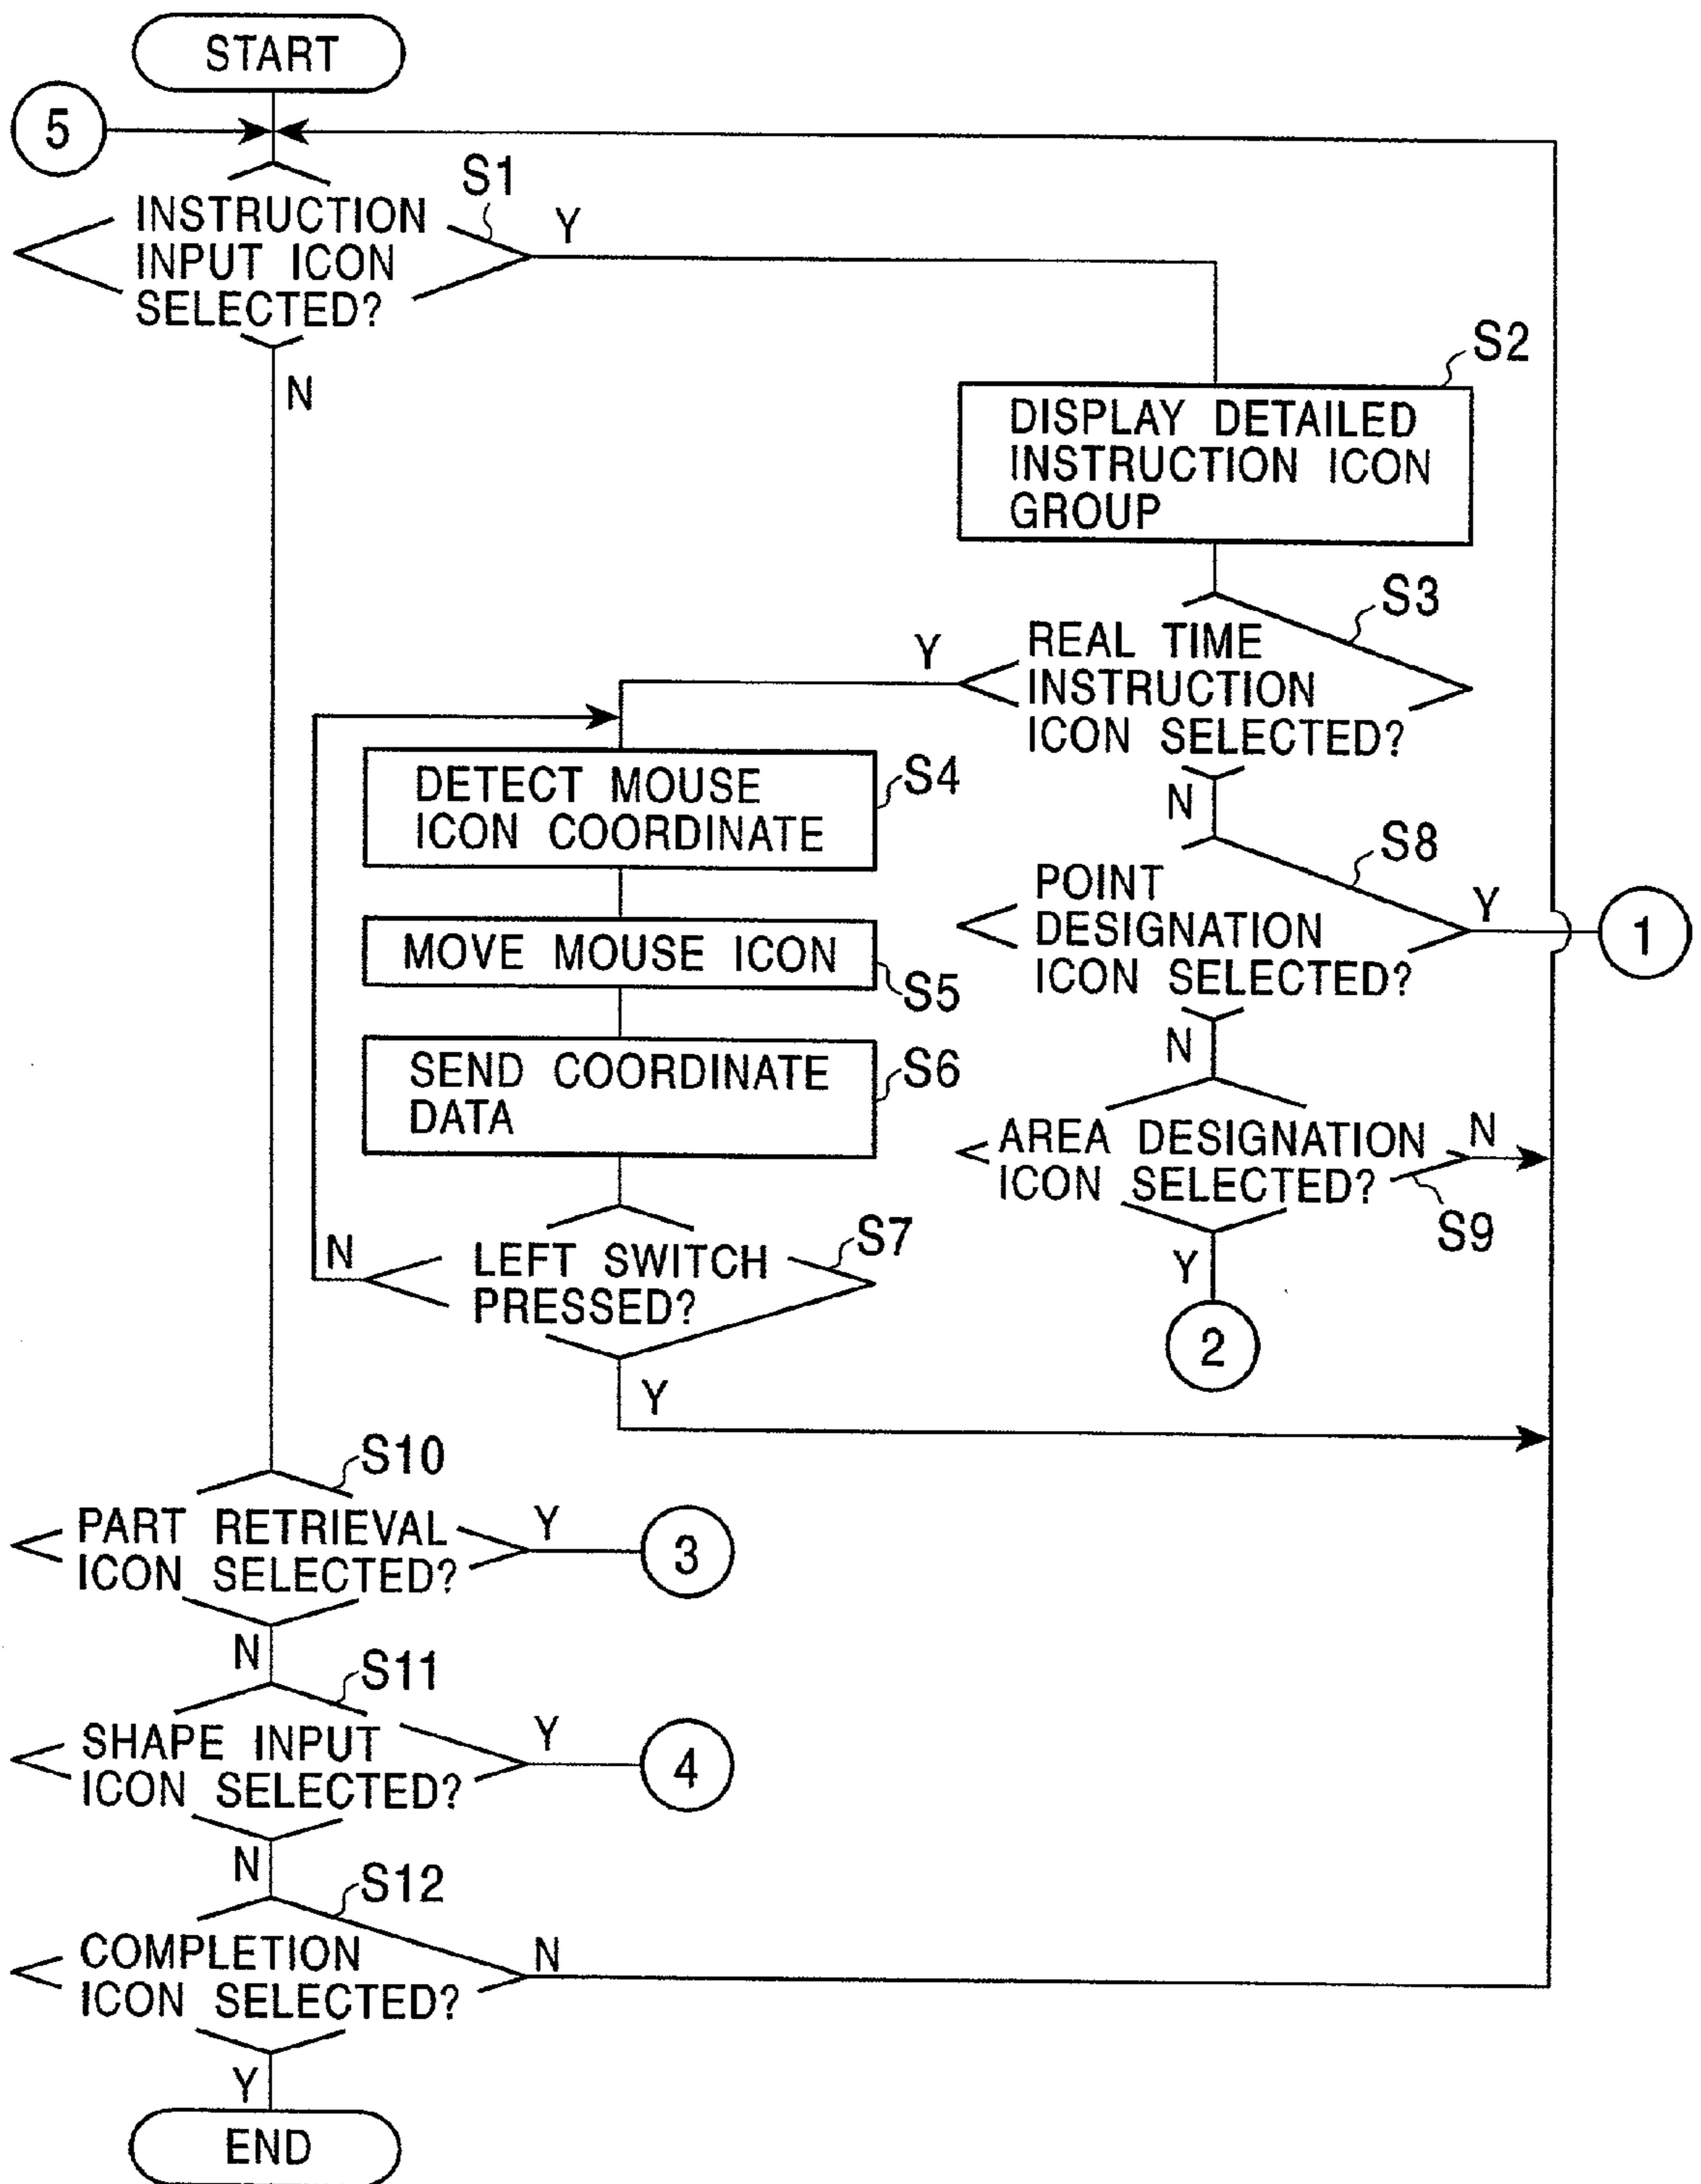 START
5
S1
INSTRUCTION
INPUT ICON
SELECTED?
Y
N
S2
DISPLAY DETAILED
INSTRUCTION ICON
GROUP
S3
REAL TIME
INSTRUCTION
ICON SELECTED?
Y
N
S4
DETECT MOUSE
ICON COORDINATE
MOVE MOUSE ICON
S5
SEND COORDINATE
DATA
S6
S7
LEFT SWITCH
PRESSED?
N
Y
S8
POINT
DESIGNATION
ICON SELECTED?
Y
1
N
AREA DESIGNATION
ICON SELECTED?
N
S9
Y
2
S10
PART RETRIEVAL
ICON SELECTED?
Y
3
N
S11
SHAPE INPUT
ICON SELECTED?
Y
4
N
S12
COMPLETION
ICON SELECTED?
N
Y
END